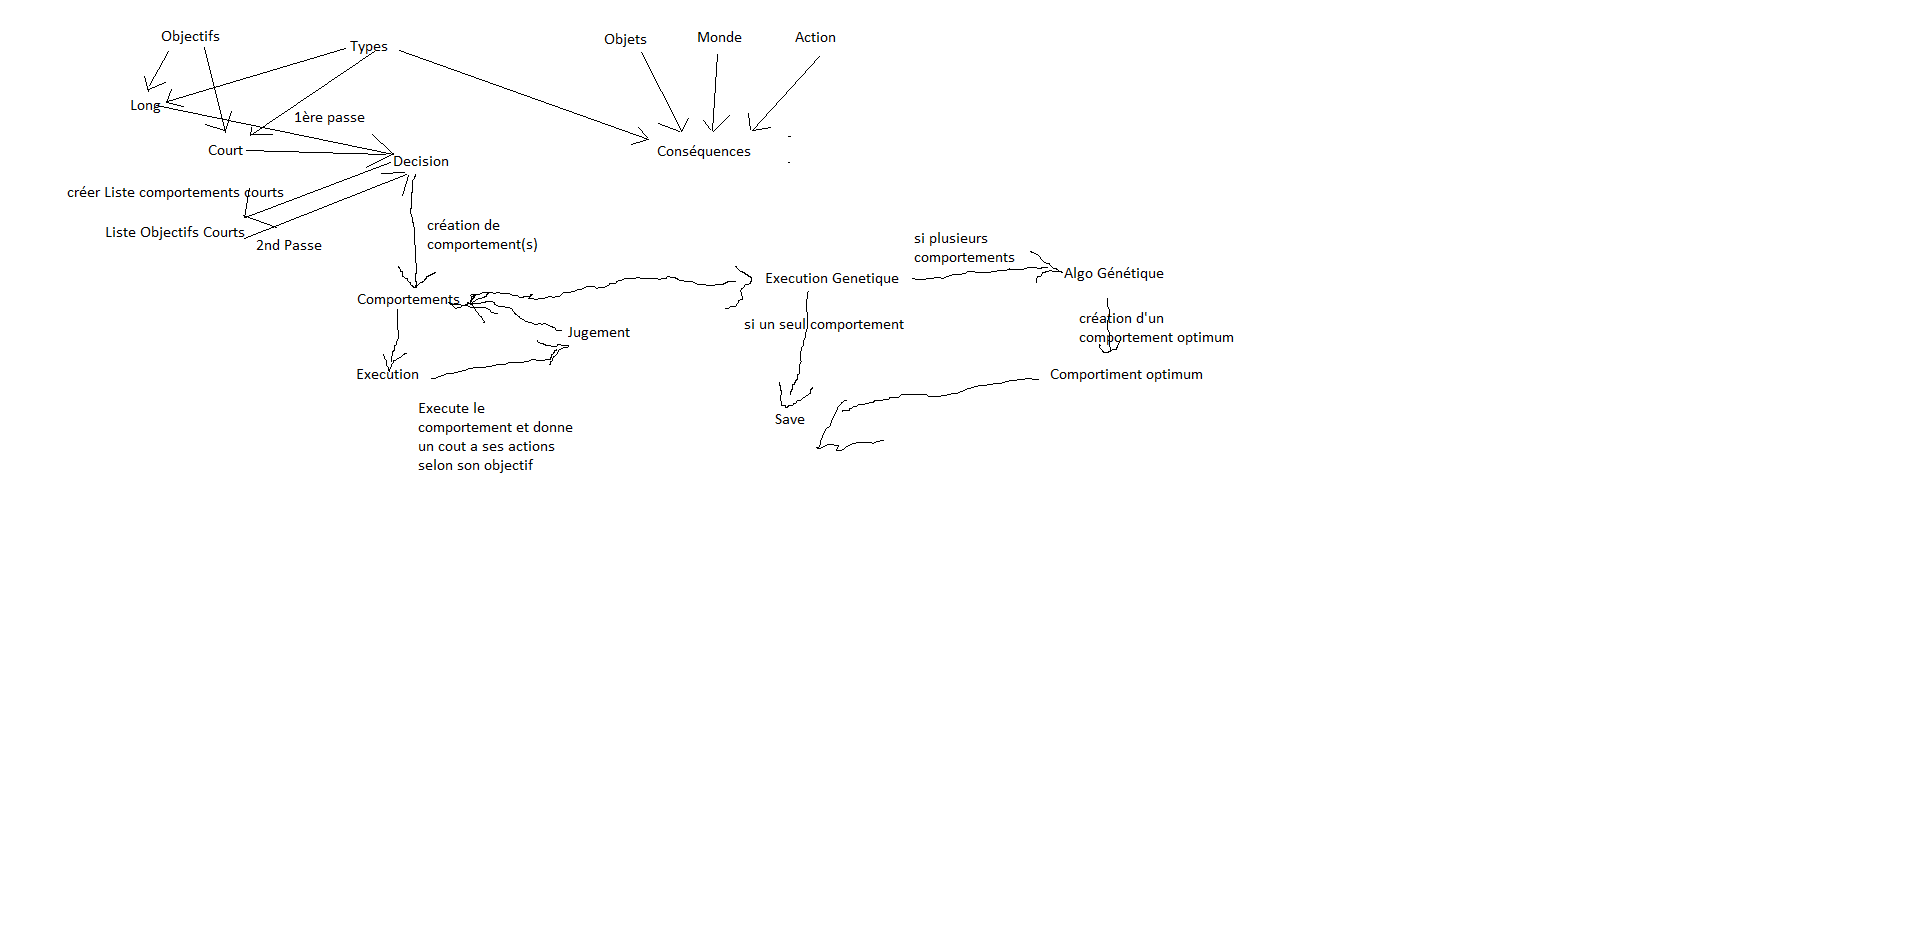 Objectifs
Types
Objets
Monde
Action
Long
1ère passe
Court
Decision
Conséquences
créer Liste comportements courts
Liste Objectifs Courts
2nd Passe
création de
comportement(s)
si plusieurs
comportements
Execution Genetique
Algo Génétique
Comportements
Jugement
si un seul comportement
création d'un
comportement optimum
Execution
Comportiment optimum
Execute le
comportement et donne
un cout a ses actions
selon son objectif
Save